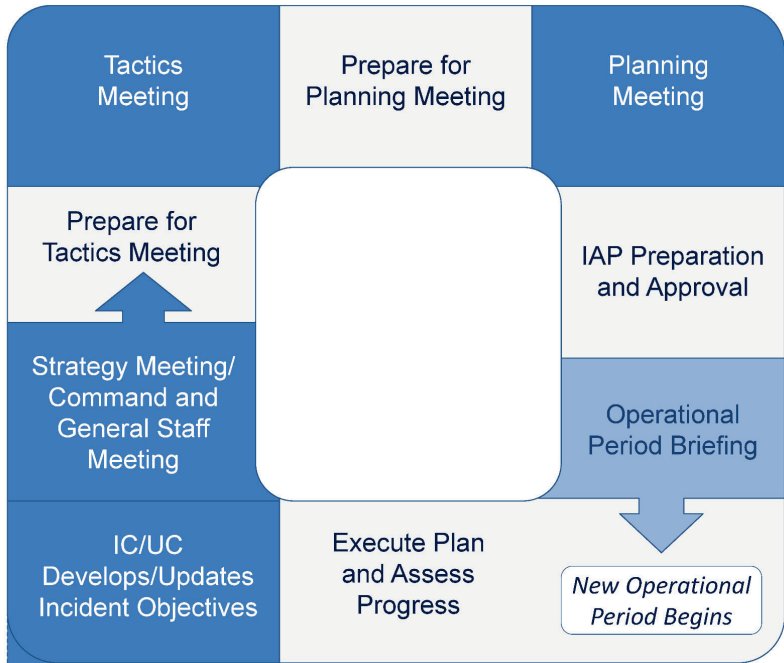 Tactics
Meeting
Prepare for
Planning Meeting
Planning
Meeting
Prepare for
Tactics Meeting
IAP Preparation
and Approval
Strategy Meeting/
Command and
General Staff
Meeting
Operational
Period Briefing
IC/UC
Develops/Updates
Incident Objectives
Execute Plan
and Assess
Progress
New Operational
Period Begins